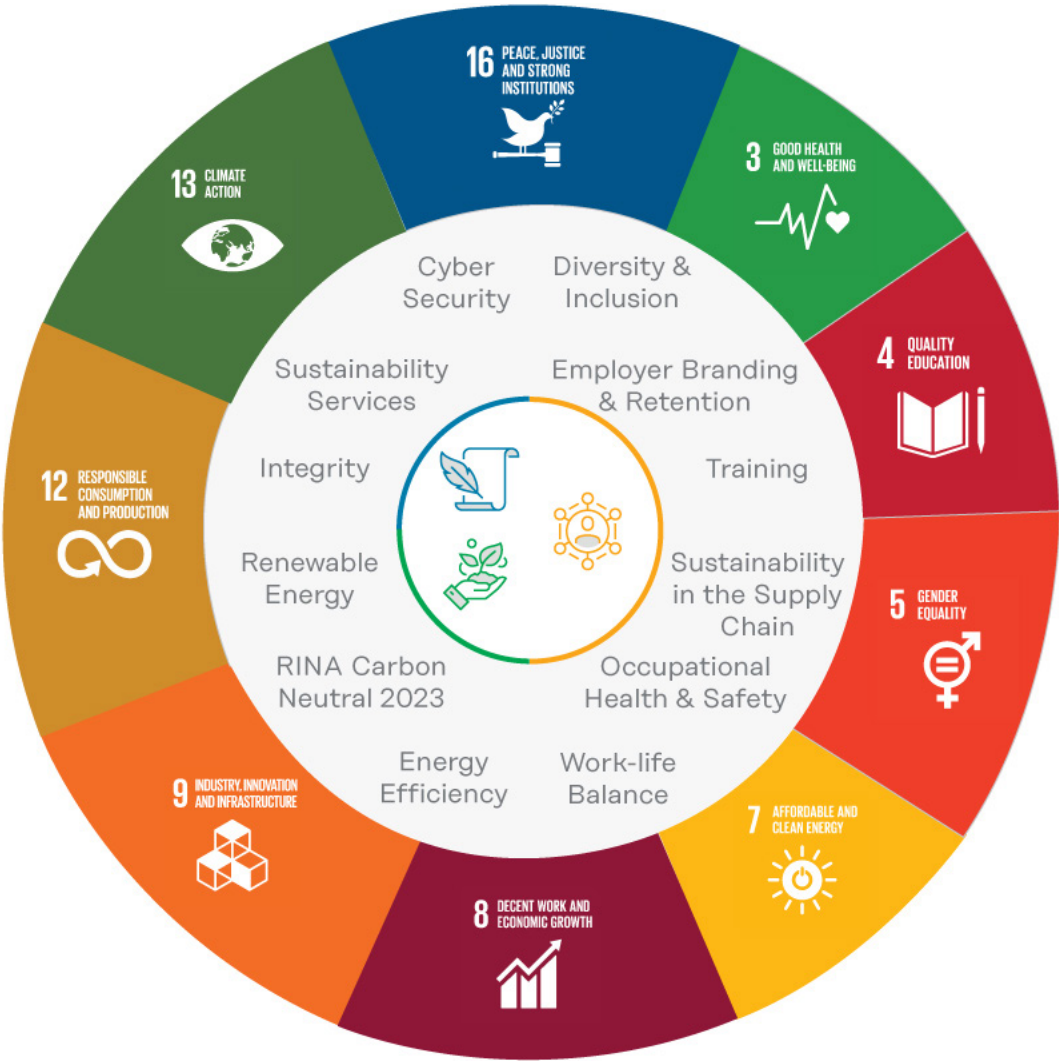 16 PEACE, JUSTICE
AND STRONG
INSTITUTIONS
3 GOOD HEALTH
AND WELL-BEING
4 QUALITY
EDUCATION
5 GENDER
EQUALITY
7 AFFORDABLE AND
CLEAN ENERGY
8 DECENT WORK AND
ECONOMIC GROWTH
9 INDUSTRY, INNOVATION
AND INFRASTRUCTURE
12 RESPONSIBLE
CONSUMPTION
AND PRODUCTION
13 CLIMATE
ACTION
Cyber
Security
Diversity &
Inclusion
Sustainability
Services
Employer Branding
& Retention
Integrity
Training
Renewable
Energy
Sustainability
in the Supply
Chain
RINA Carbon
Neutral 2023
Occupational
Health & Safety
Energy
Efficiency
Work-life
Balance